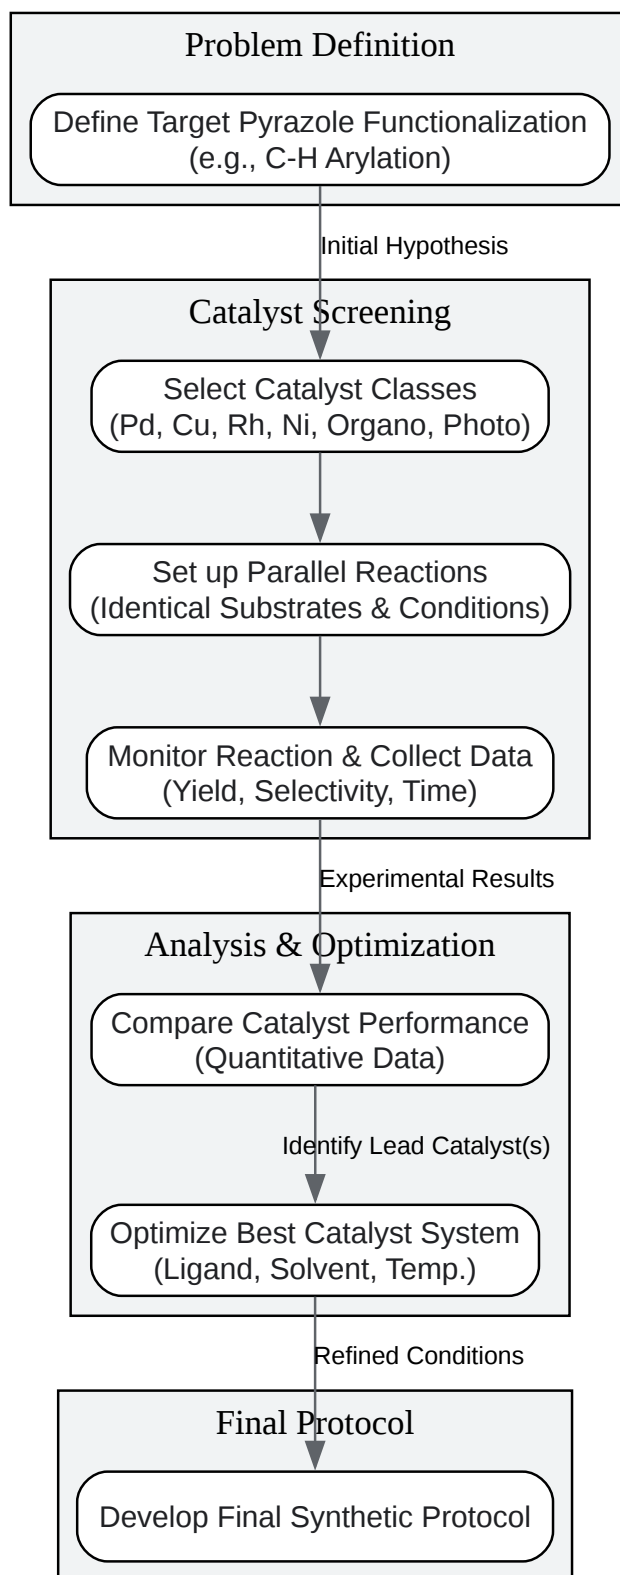 Problem Definition
Define Target Pyrazole Functionalization
(e.g., C-H Arylation)
Initial Hypothesis
Catalyst Screening
Select Catalyst Classes
(Pd, Cu, Rh, Ni, Organo, Photo)
Set up Parallel Reactions
(Identical Substrates & Conditions)
Monitor Reaction & Collect Data
(Yield, Selectivity, Time)
Experimental Results
Analysis & Optimization
Compare Catalyst Performance
(Quantitative Data)
Identify Lead Catalyst(s)
Optimize Best Catalyst System
(Ligand, Solvent, Temp.)
Refined Conditions
Final Protocol
Develop Final Synthetic Protocol